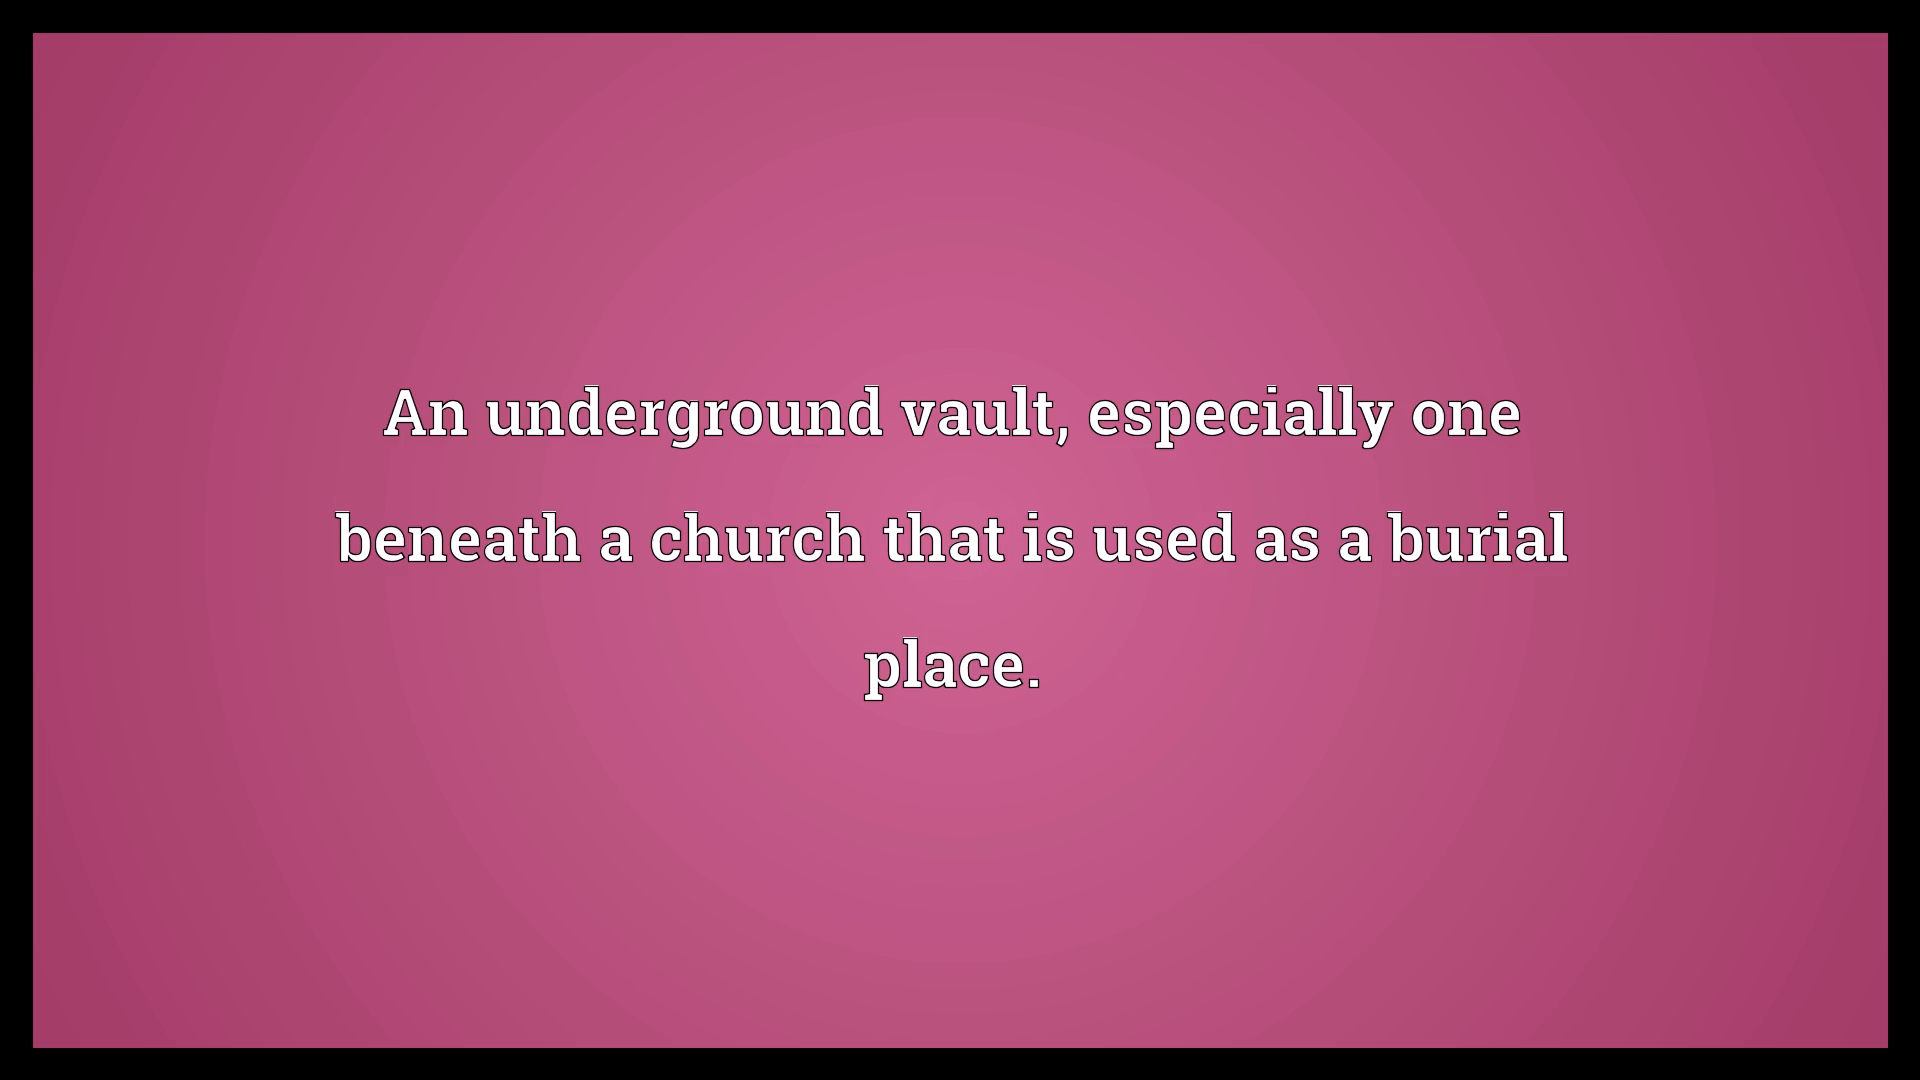 An underground vault, especially one
beneath a church that is used as a burial
place.